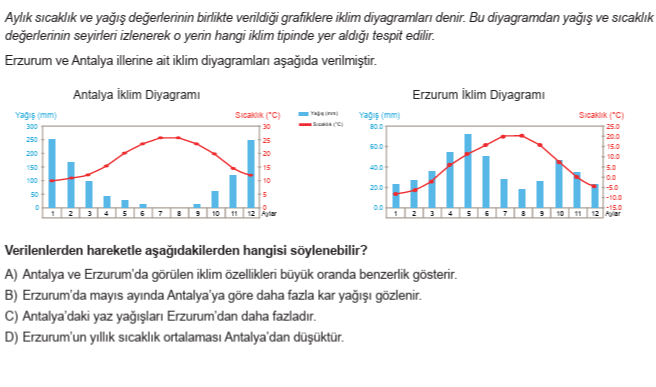 Aylık sıcaklık ve yağış değerlerinin birlikte verildiği grafiklere iklim diyagramları denir. Bu diyagramdan yağış ve sıcaklık
değerlerinin seyirleri izlenerek o yerin hangi iklim tipinde yer aldığı tespit edilir.
Erzurum ve Antalya illerine ait iklim diyagramları aşağıda verilmiştir.
Antalya İklim Diyagramı
Yağış (mm) Sıcaklık (°C)
300 30
250 25
200 20
150 15
100 10
50 5
0 0
1 2 3 4 5 6 7 8 9 10 11 12 Aylar
Yağış (mm)
Sıcaklık (°C)
Erzurum İklim Diyagramı
Yağış (mm) Sıcaklık (°C)
80.0 25.0
20.0
60.0 15.0
10.0
40.0 5.0
0.0
20.0 -5.0
-10.0
0.0 -15.0
1 2 3 4 5 6 7 8 9 10 11 12 Aylar
Verilenlerden hareketle aşağıdakilerden hangisi söylenebilir?
A) Antalya ve Erzurum'da görülen iklim özellikleri büyük oranda benzerlik gösterir.
B) Erzurum'da mayıs ayında Antalya'ya göre daha fazla kar yağışı gözlenir.
C) Antalya'daki yaz yağışları Erzurum'dan daha fazladır.
D) Erzurum'un yıllık sıcaklık ortalaması Antalya'dan düşüktür.